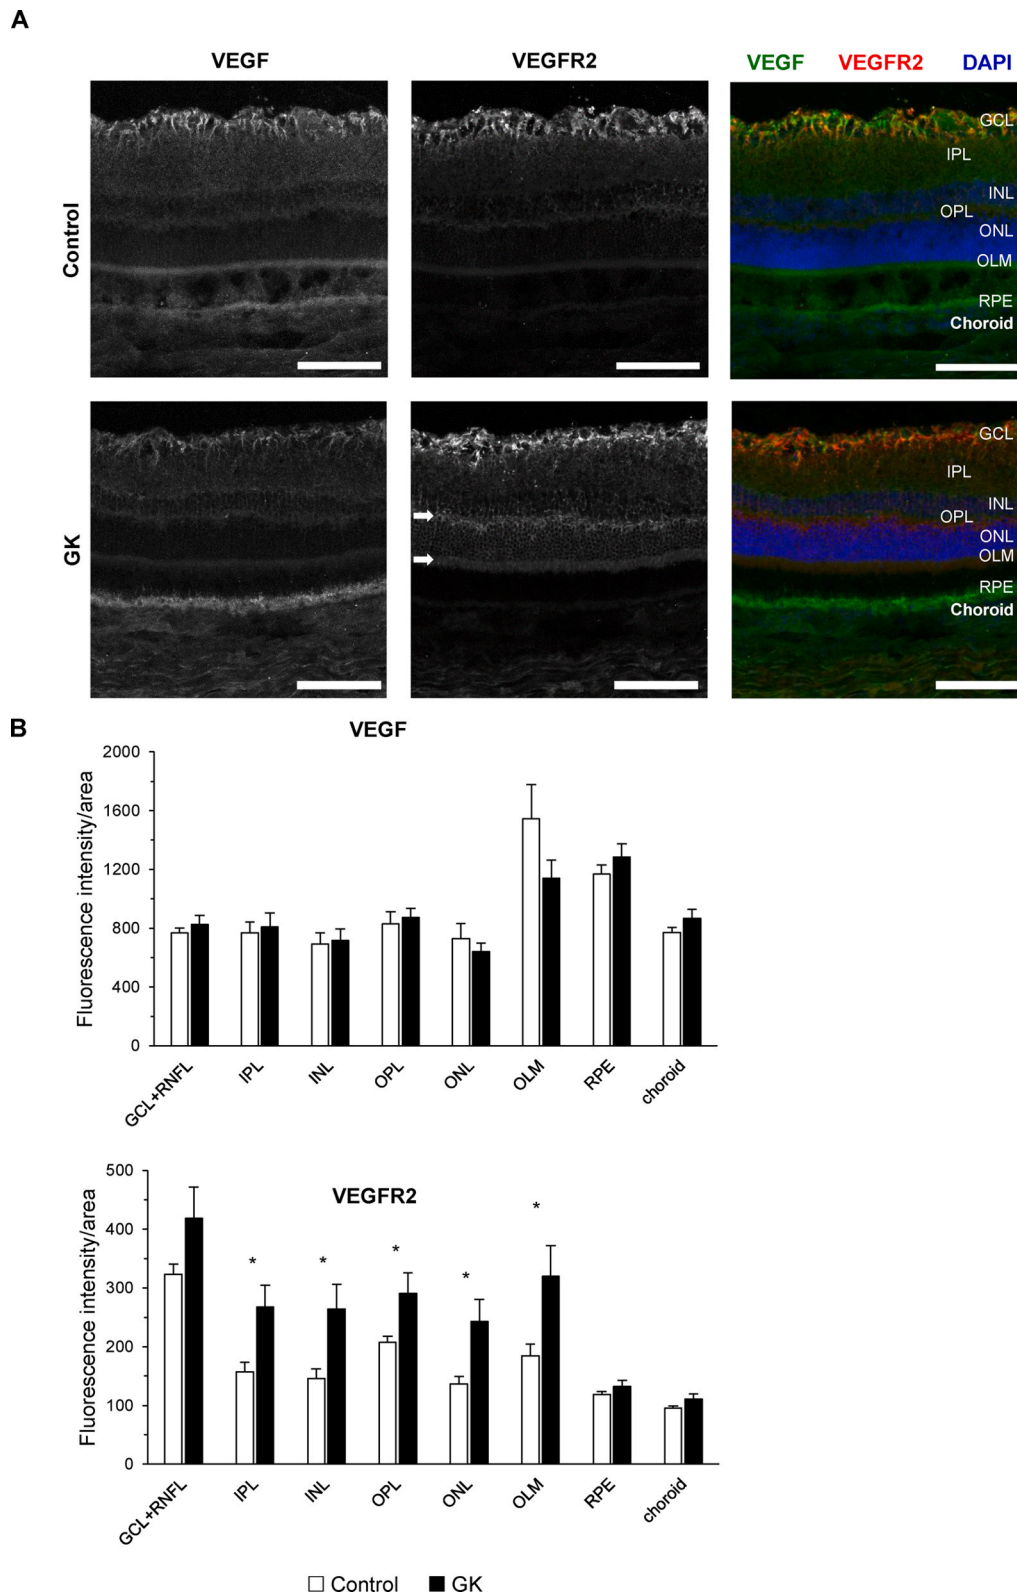 A
VEGF
VEGFR2
VEGF VEGFR2 DAPI
Control
GCL
IPL
INL
OPL
ONL
OLM
RPE
Choroid
GK
GCL
IPL
INL
OPL
ONL
OLM
RPE
Choroid
B
VEGF
Fluorescence intensity/area
2000
1600
1200
800
400
0
GCL+RNFL IPL INL OPL ONL OLM RPE choroid
VEGFR2
Fluorescence intensity/area
500
400
300
200
100
0
* * * * *
GCL+RNFL IPL INL OPL ONL OLM RPE choroid
Control GK